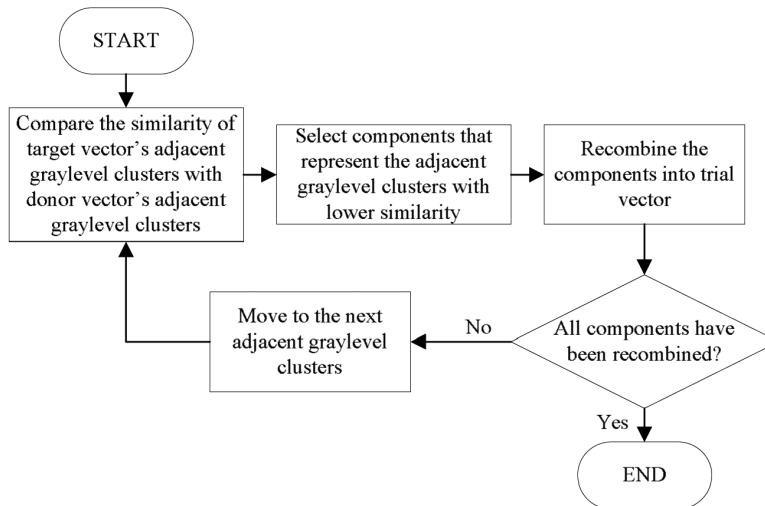 START
Compare the similarity of
target vector's adjacent
graylevel clusters with
donor vector's adjacent
graylevel clusters
Select components that
represent the adjacent
graylevel clusters with
lower similarity
Recombine the
components into trial
vector
All components have
been recombined?
No
Move to the next
adjacent graylevel
clusters
Yes
END